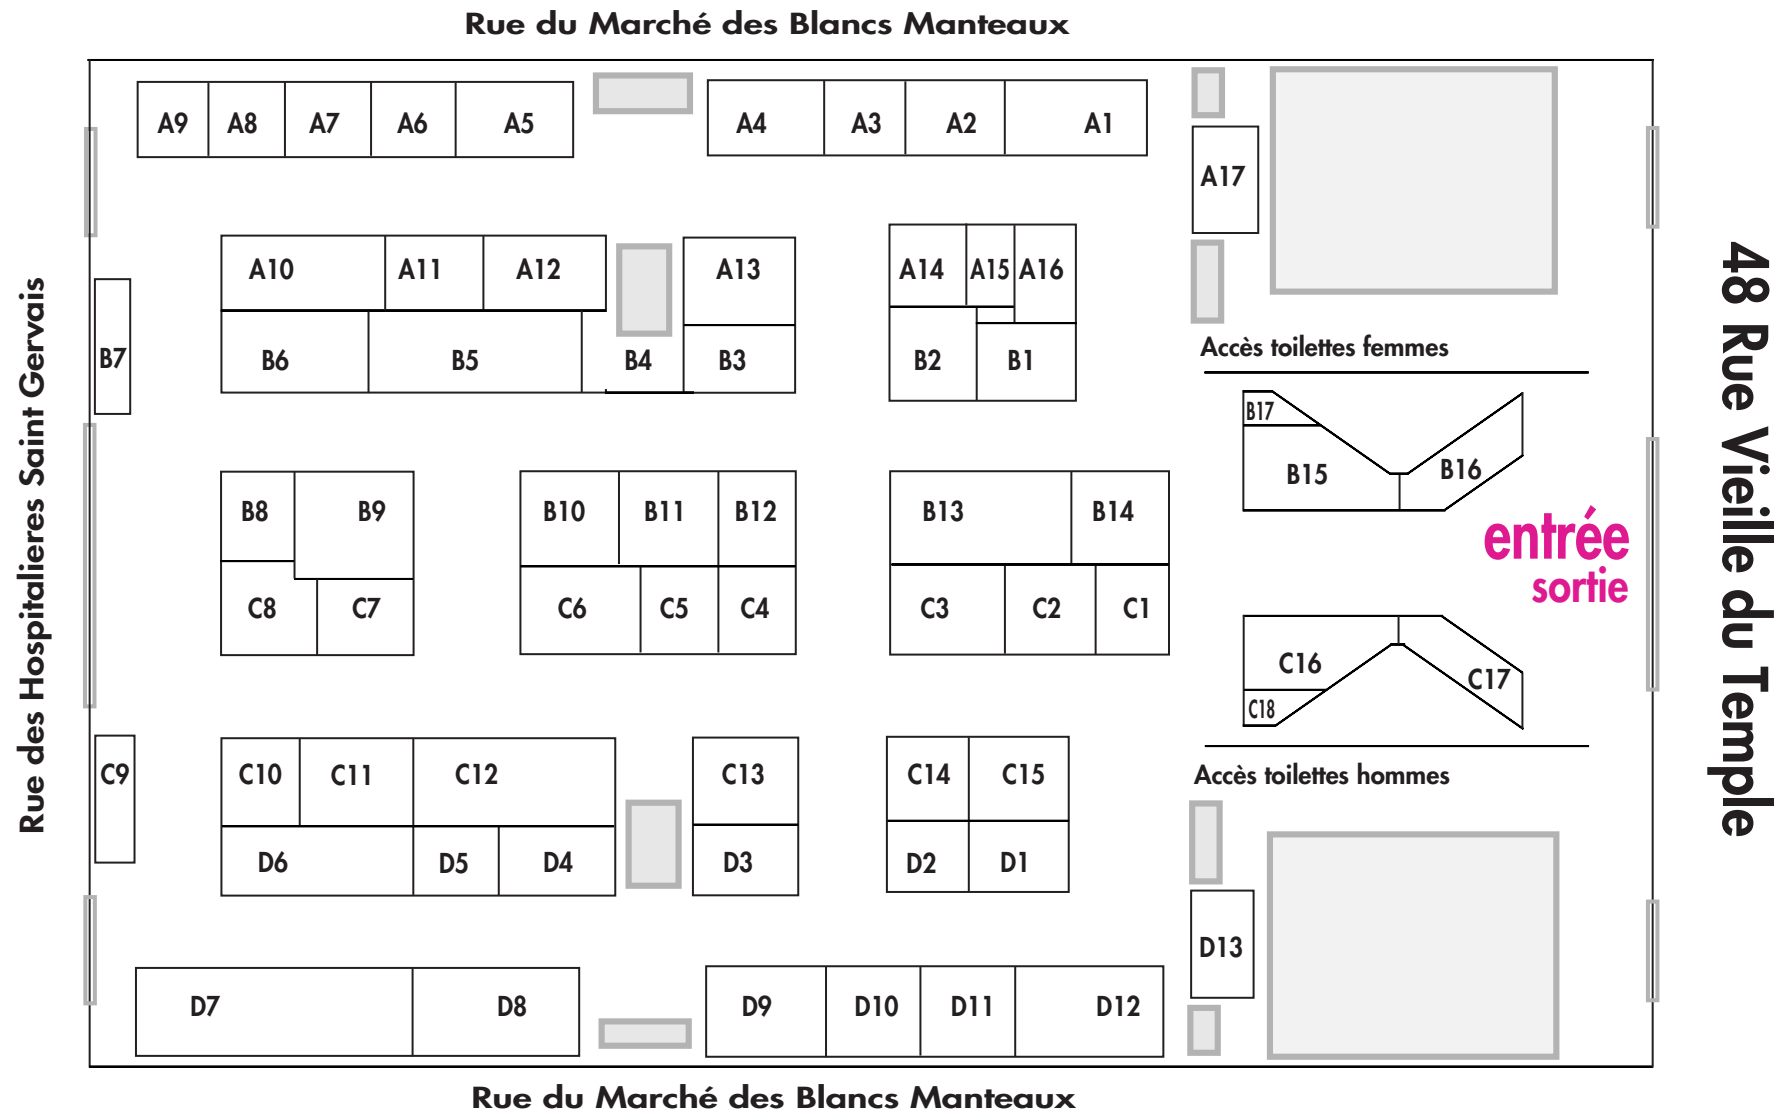 Rue du Marché des Blancs Manteaux
A9 A8 A7 A6 A5 A4 A3 A2 A1
A17
A10 A11 A12 A13 A14 A15 A16
B7 B6 B5 B4 B3 B2 B1
Accès toilettes femmes
B17
B15 B16
B8 B9 B10 B11 B12 B13 B14
entrée
sortie
C8 C7 C6 C5 C4 C3 C2 C1
C16 C17
C18
C9 C10 C11 C12 C13 C14 C15
Accès toilettes hommes
D6 D5 D4 D3 D2 D1
D13
D7 D8 D9 D10 D11 D12
Rue du Marché des Blancs Manteaux
Rue des Hospitalieres Saint Gervais
48 Rue Vieille du Temple